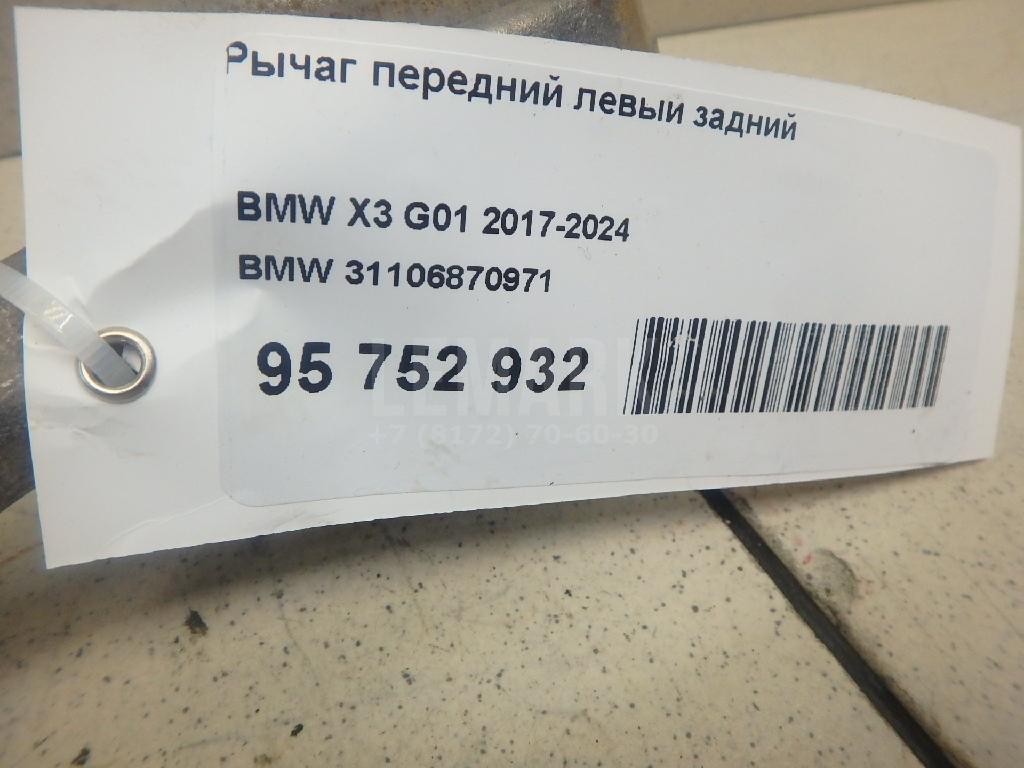 Рычаг передний левый задний
BMW X3 G01 2017-2024
BMW 31106870971
95 752 932
+7 (8172) 70-60-30